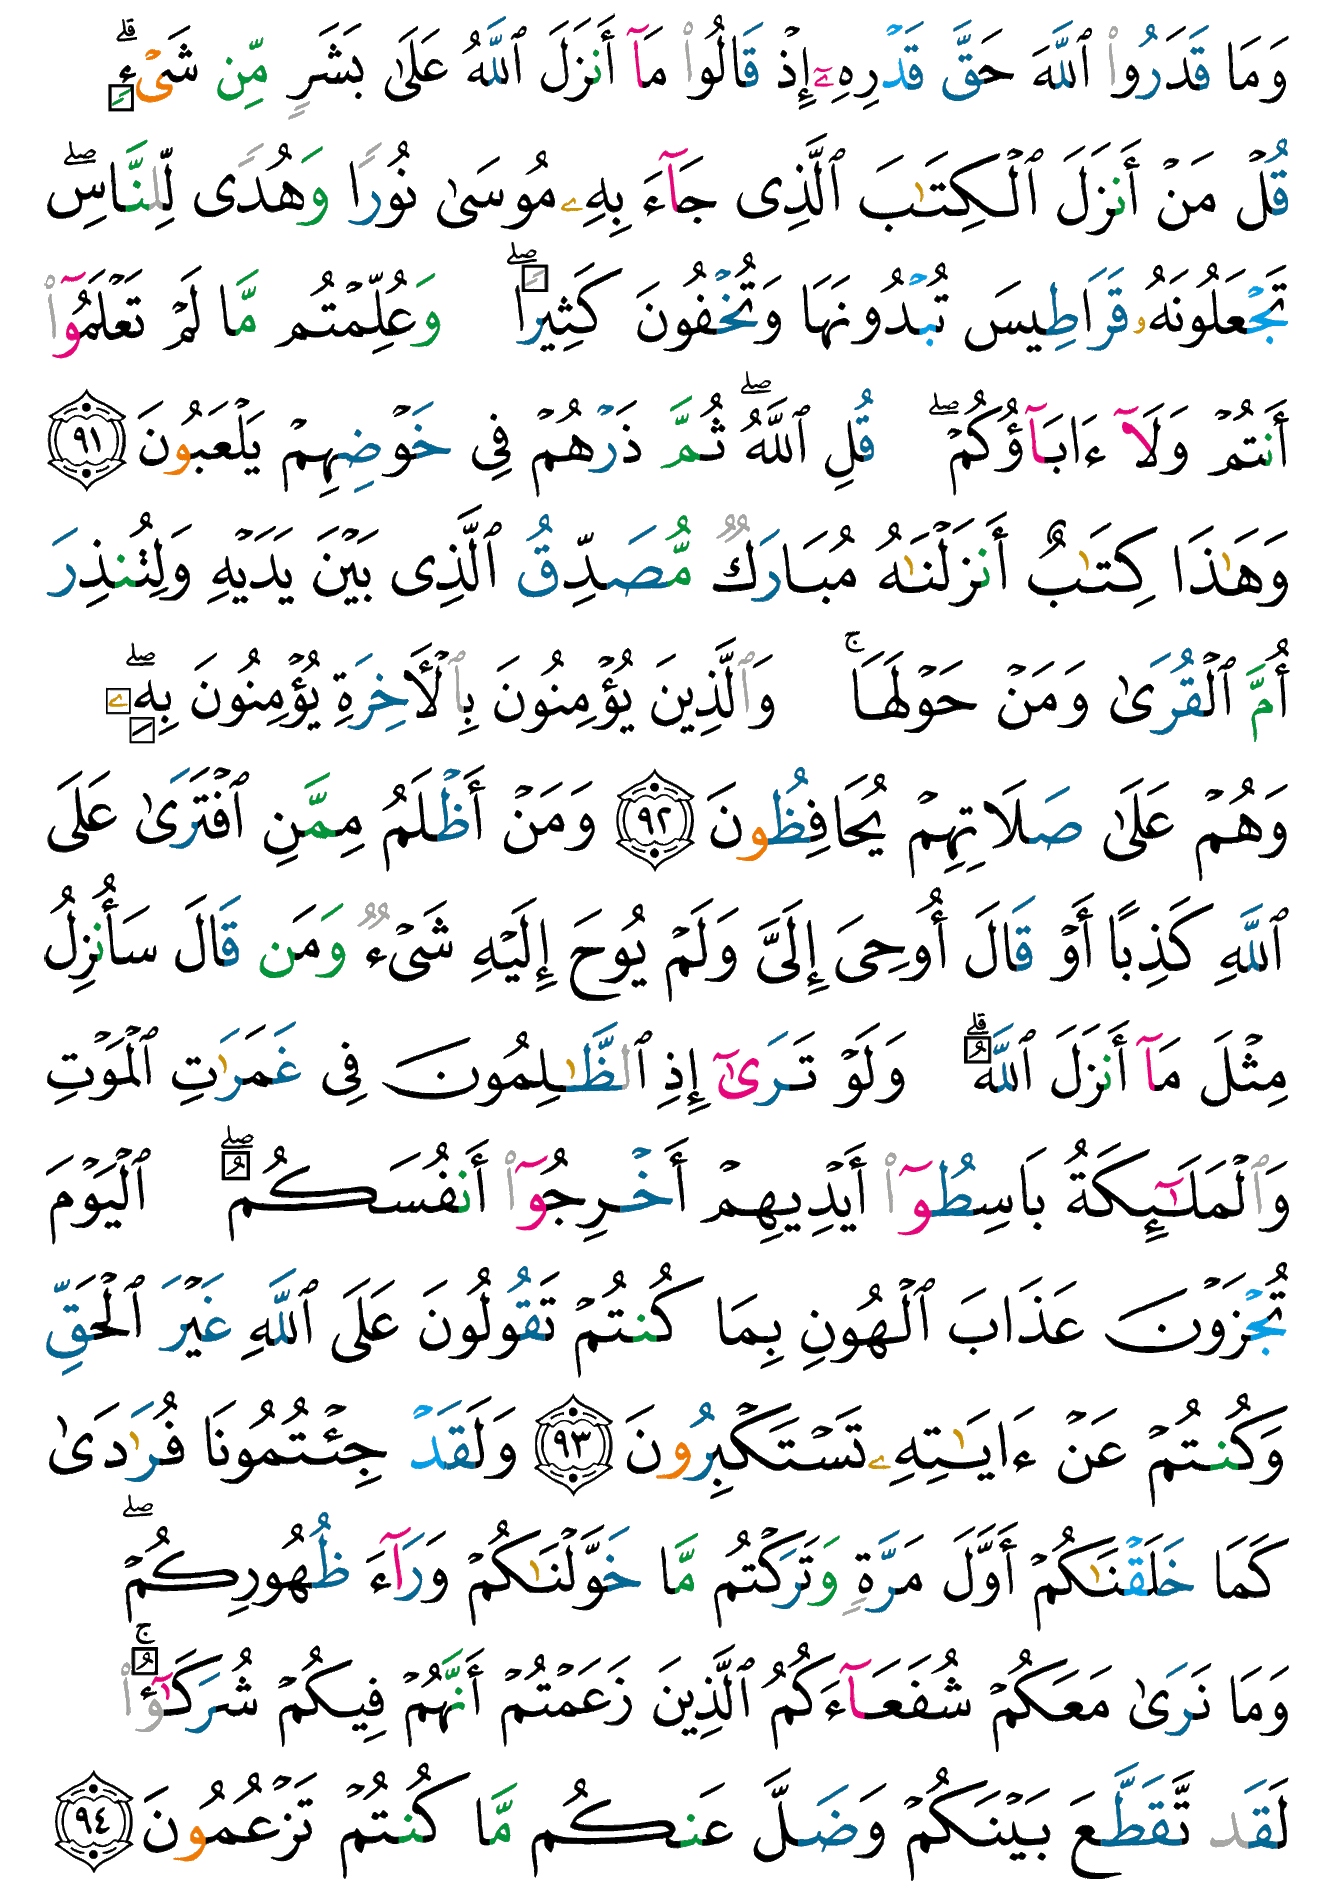 وَمَا قَدَرُوا۟ ٱللَّهَ حَقَّ قَدْرِهِۦٓ إِذْ قَالُوا۟ مَآ أَنزَلَ ٱللَّهُ عَلَىٰ بَشَرٍ مِّن شَىْءٍ ۗ
قُلْ مَنْ أَنزَلَ ٱلْكِتَٰبَ ٱلَّذِى جَآءَ بِهِۦ مُوسَىٰ نُورًا وَهُدًى لِّلنَّاسِ ۖ
تَجْعَلُونَهُۥ قَرَاطِيسَ تُبْدُونَهَا وَتُخْفُونَ كَثِيرًا ۖ وَعُلِّمْتُم مَّا لَمْ تَعْلَمُوٓا۟
أَنتُمْ وَلَآ ءَابَآؤُكُمْ ۖ قُلِ ٱللَّهُ ۖ ثُمَّ ذَرْهُمْ فِى خَوْضِهِمْ يَلْعَبُونَ ٩١
وَهَٰذَا كِتَٰبٌ أَنزَلْنَٰهُ مُبَارَكٌ مُّصَدِّقُ ٱلَّذِى بَيْنَ يَدَيْهِ وَلِتُنذِرَ
أُمَّ ٱلْقُرَىٰ وَمَنْ حَوْلَهَا ۚ وَٱلَّذِينَ يُؤْمِنُونَ بِٱلْأَخِرَةِ يُؤْمِنُونَ بِهِۦ ۖ
وَهُمْ عَلَىٰ صَلَاتِهِمْ يُحَافِظُونَ ٩٢ وَمَنْ أَظْلَمُ مِمَّنِ ٱفْتَرَىٰ عَلَى
ٱللَّهِ كَذِبًا أَوْ قَالَ أُوحِىَ إِلَىَّ وَلَمْ يُوحَ إِلَيْهِ شَىْءٌ وَمَن قَالَ سَأُنزِلُ
مِثْلَ مَآ أَنزَلَ ٱللَّهُ ۗ وَلَوْ تَرَىٰٓ إِذِ ٱلظَّٰلِمُونَ فِى غَمَرَٰتِ ٱلْمَوْتِ
وَٱلْمَلَٰٓئِكَةُ بَاسِطُوٓا۟ أَيْدِيهِمْ أَخْرِجُوٓا۟ أَنفُسَكُمُ ۖ ٱلْيَوْمَ
تُجْزَوْنَ عَذَابَ ٱلْهُونِ بِمَا كُنتُمْ تَقُولُونَ عَلَى ٱللَّهِ غَيْرَ ٱلْحَقِّ
وَكُنتُمْ عَنْ ءَايَٰتِهِۦ تَسْتَكْبِرُونَ ٩٣ وَلَقَدْ جِئْتُمُونَا فُرَٰدَىٰ
كَمَا خَلَقْنَٰكُمْ أَوَّلَ مَرَّةٍ وَتَرَكْتُم مَّا خَوَّلْنَٰكُمْ وَرَآءَ ظُهُورِكُمْ ۖ
وَمَا نَرَىٰ مَعَكُمْ شُفَعَآءَكُمُ ٱلَّذِينَ زَعَمْتُمْ أَنَّهُمْ فِيكُمْ شُرَكَٰٓؤُا۟ ۚ
لَقَد تَّقَطَّعَ بَيْنَكُمْ وَضَلَّ عَنكُم مَّا كُنتُمْ تَزْعُمُونَ ٩٤